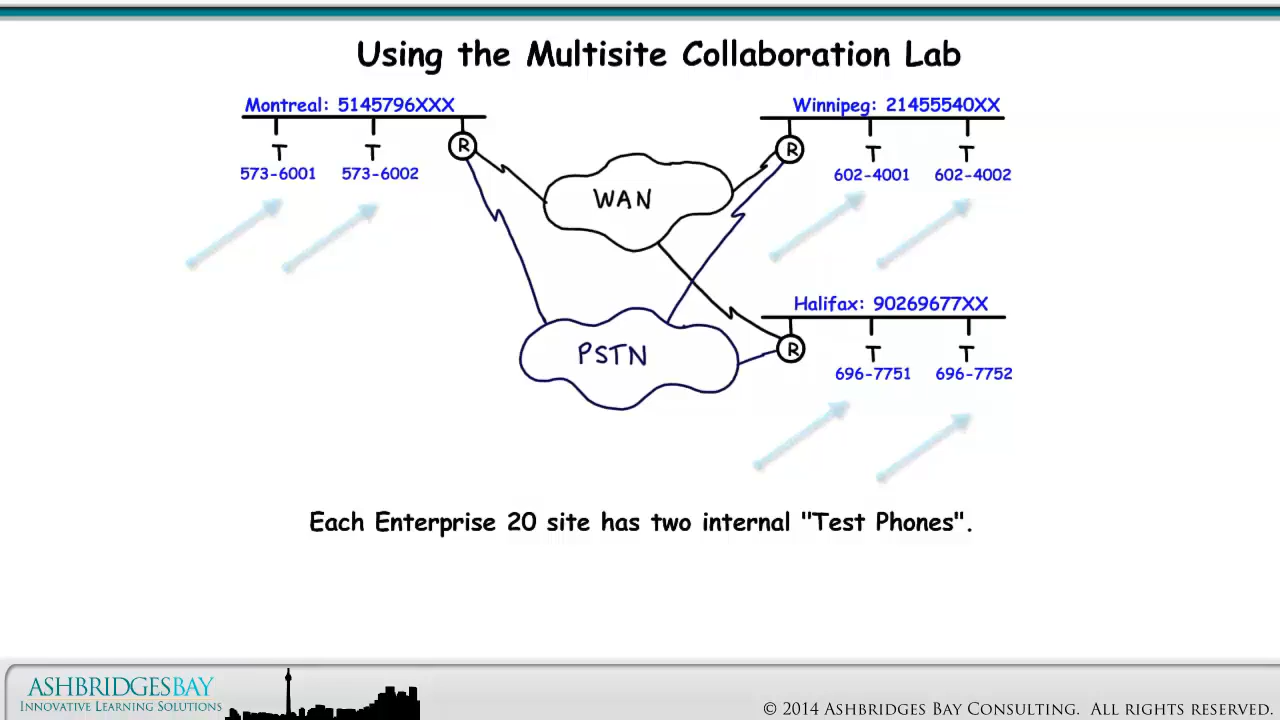 Using the Multisite Collaboration Lab
Montreal: 5145796XXX
Winnipeg: 21455540XX
R
R
T
T
T
T
573-6001
573-6002
602-4001
602-4002
WAN
Halifax: 90269677XX
R
T
T
PSTN
696-7751
696-7752
Each Enterprise 20 site has two internal "Test Phones".
ASHBRIDGESBAY
INNOVATIVE LEARNING SOLUTIONS
© 2014 ASHBRIDGES BAY CONSULTING. ALL RIGHTS RESERVED.